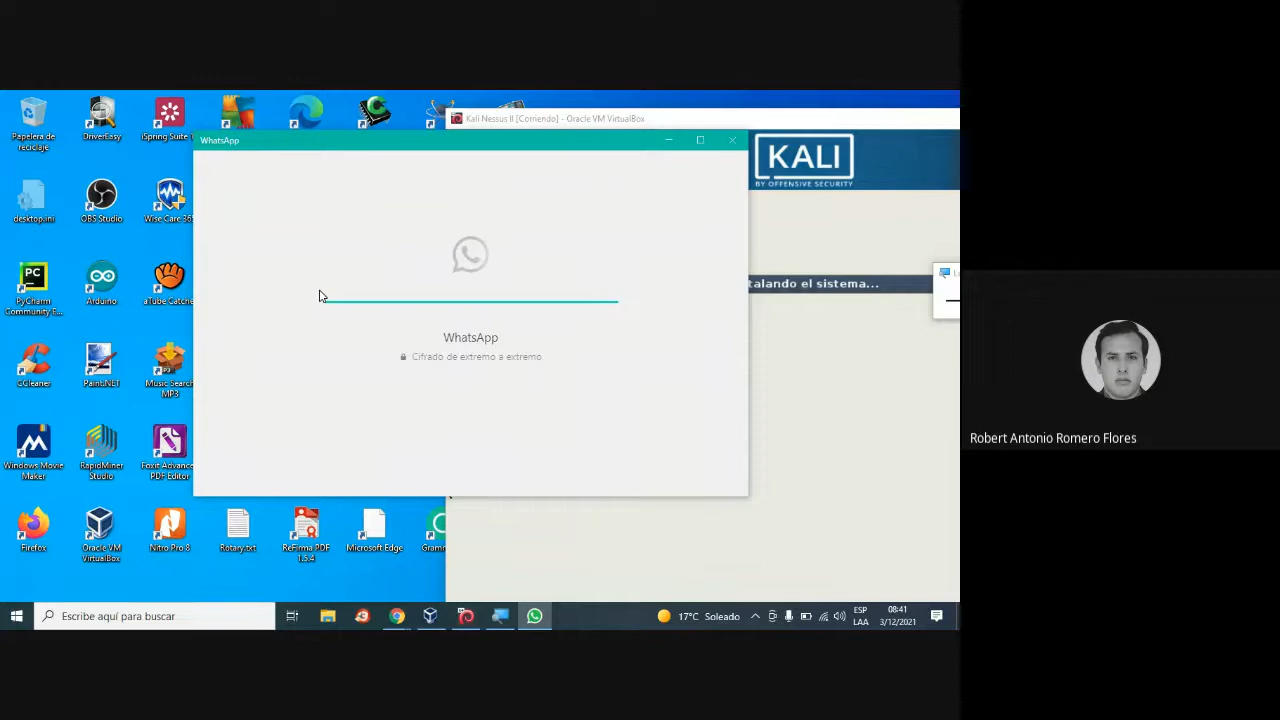 Kali Nessus II [Corriendo] - Oracle VM VirtualBox
WhatsApp
KALI
BY OFFENSIVE SECURITY
talando el sistema...
WhatsApp
Cifrado de extremo a extremo
Papelera de
reciclaje
DriverEasy
iSpring Suite
desktop.ini
OBS Studio
Wise Care 365
PC
PyCharm
Community E...
Arduino
aTube Catcher
CCleaner
Paint.NET
Music Search
MP3
Windows Movie
Maker
RapidMiner
Studio
Foxit Advance
PDF Editor
Firefox
Oracle VM
VirtualBox
Nitro Pro 8
Rotary.txt
ReFirma PDF
1.5.4
Microsoft Edge
Gram
Robert Antonio Romero Flores
Escribe aquí para buscar
17°C Soleado
ESP
LAA
08:41
3/12/2021